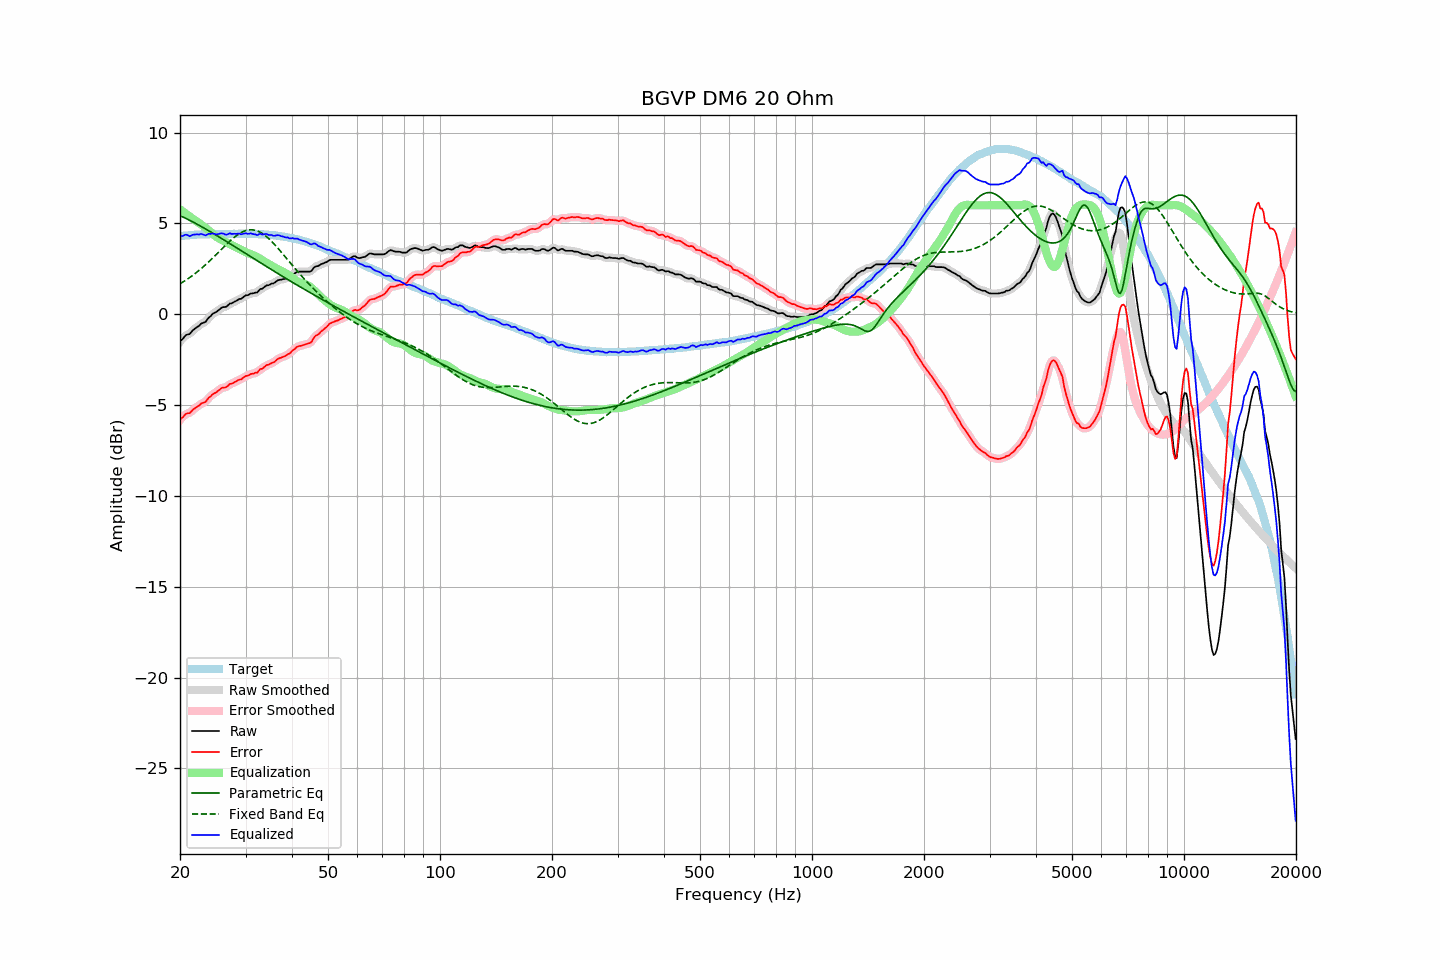 BGVP DM6 20 Ohm
Amplitude (dBr)
10
5
0
−5
−10
−15
−20
−25
Target
Raw Smoothed
Error Smoothed
Raw
Error
Equalization
Parametric Eq
Fixed Band Eq
Equalized
20 50 100 200 500 1000 2000 5000 10000 20000
Frequency (Hz)